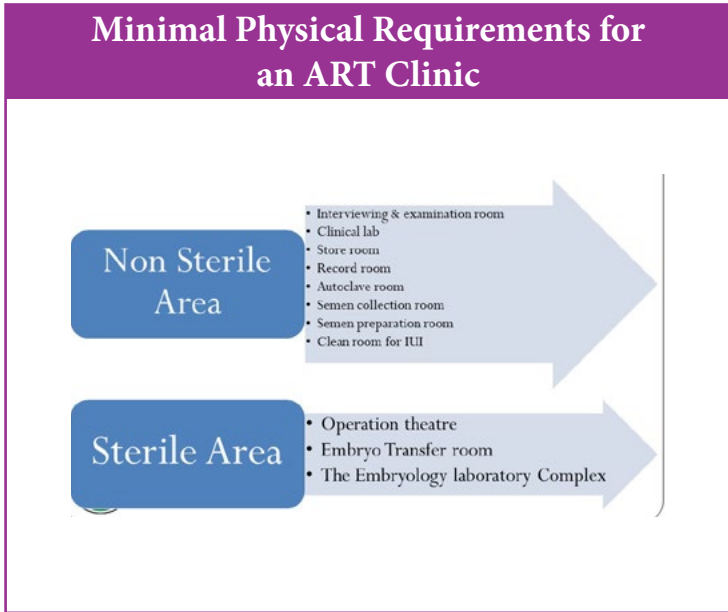 Minimal Physical Requirements for
an ART Clinic
Non Sterile
Area
• Interviewing & examination room
• Clinical lab
• Store room
• Record room
• Autoclave room
• Semen collection room
• Semen preparation room
• Clean room for IUI
Sterile Area
• Operation theatre
• Embryo Transfer room
• The Embryology laboratory Complex